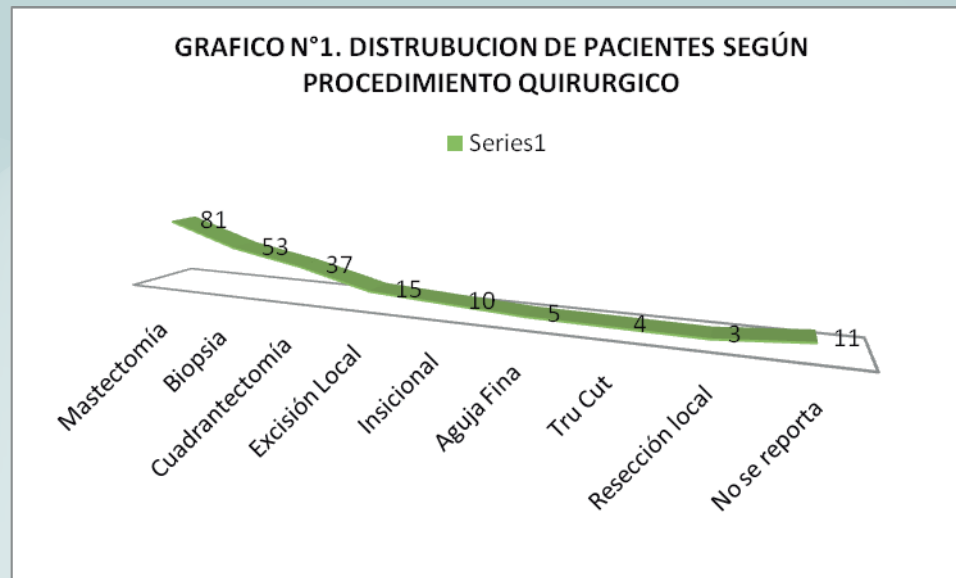 GRAFICO N°1. DISTRUBUCION DE PACIENTES SEGÚN
PROCEDIMIENTO QUIRURGICO
Series1
81
53
37
15
10
5
4
3
11
Mastectomía
Biopsia
Cuadrantectomía
Excisión Local
Insicional
Aguja Fina
Tru Cut
Resección local
No se reporta